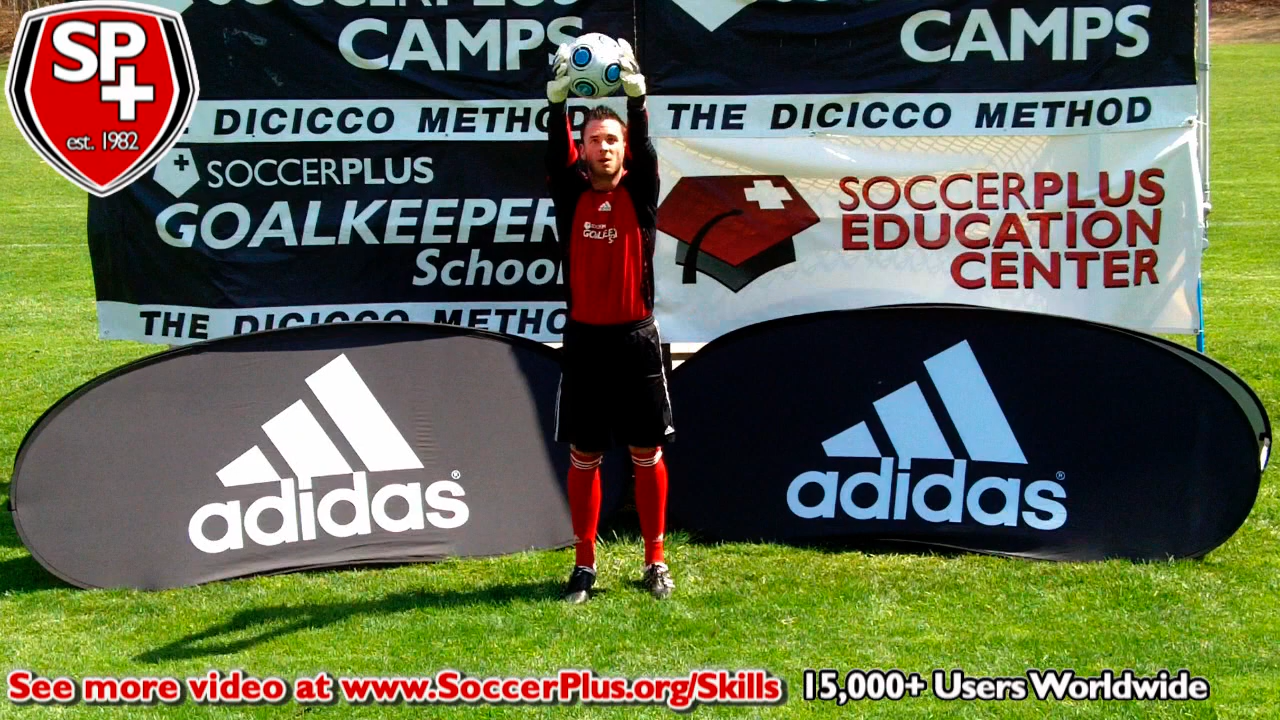 SP+
est. 1982
SOCCERPLUS
CAMPS
CAMPS
DICICCO METHOD
THE DICICCO METHOD
SOCCERPLUS
GOALKEEPER
School
THE DICICCO METHO
SOCCERPLUS
EDUCATION
CENTER
adidas®
adidas®
See more video at www.SoccerPlus.org/Skills
15,000+ Users Worldwide